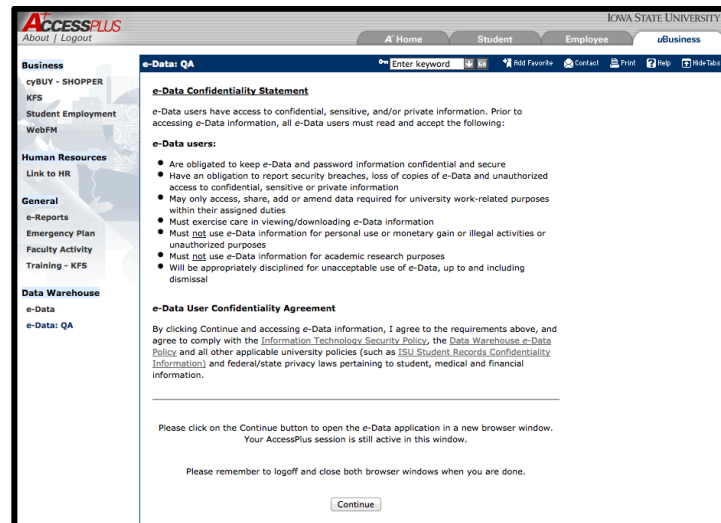 IOWA STATE UNIVERSITY
A+ACCESSPLUS
About | Logout
A+ Home
Student
Employee
uBusiness
Business
cyBUY - SHOPPER
KFS
Student Employment
WebFM
Human Resources
Link to HR
General
e-Reports
Emergency Plan
Faculty Activity
Training - KFS
Data Warehouse
e-Data
e-Data: QA
e-Data: QA
Enter keyword
Go
Add Favorite
Contact
Print
Help
HideTabs
e-Data Confidentiality Statement
e-Data users have access to confidential, sensitive, and/or private information. Prior to
accessing e-Data information, all e-Data users must read and accept the following:
e-Data users:
● Are obligated to keep e-Data and password information confidential and secure
● Have an obligation to report security breaches, loss of copies of e-Data and unauthorized
access to confidential, sensitive or private information
● May only access, share, add or amend data required for university work-related purposes
within their assigned duties
● Must exercise care in viewing/downloading e-Data information
● Must not use e-Data information for personal use or monetary gain or illegal activities or
unauthorized purposes
● Must not use e-Data information for academic research purposes
● Will be appropriately disciplined for unacceptable use of e-Data, up to and including
dismissal
e-Data User Confidentiality Agreement
By clicking Continue and accessing e-Data information, I agree to the requirements above, and
agree to comply with the Information Technology Security Policy, the Data Warehouse e-Data
Policy and all other applicable university policies (such as ISU Student Records Confidentiality
Information) and federal/state privacy laws pertaining to student, medical and financial
information.
Please click on the Continue button to open the e-Data application in a new browser window.
Your AccessPlus session is still active in this window.
Please remember to logoff and close both browser windows when you are done.
Continue